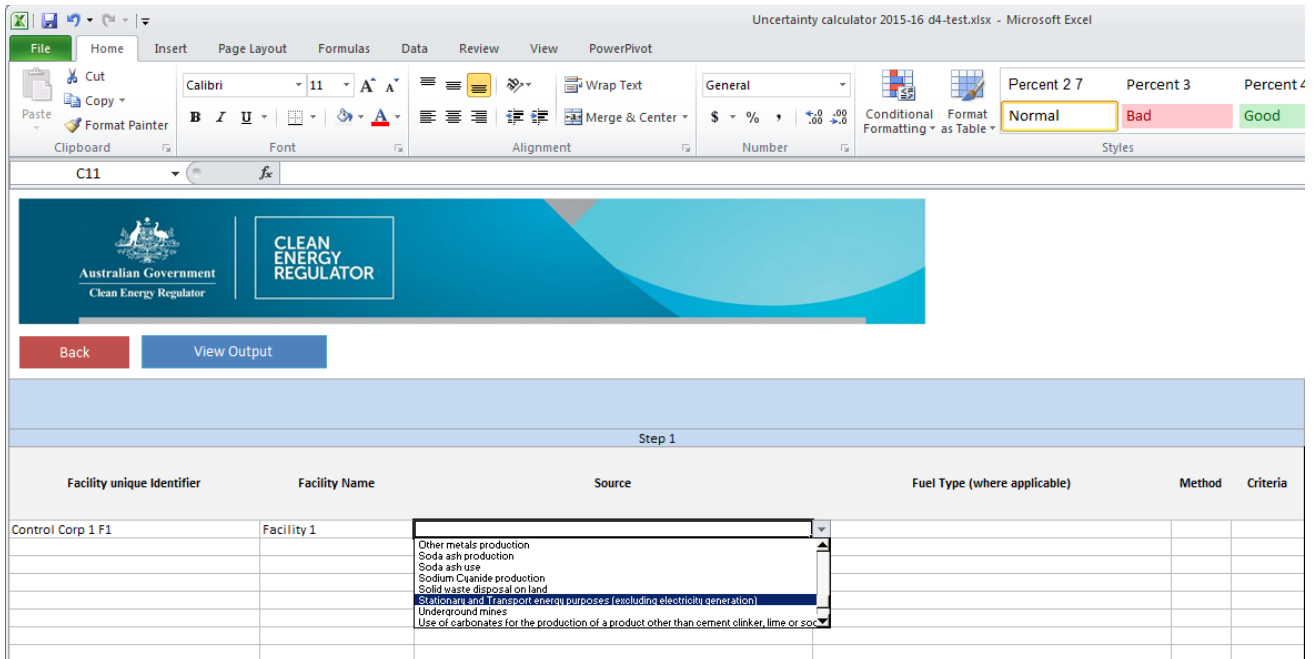 Uncertainty calculator 2015-16 d4-test.xlsx - Microsoft Excel
File Home Insert Page Layout Formulas Data Review View PowerPivot
Paste
Cut
Copy
Format Painter
Clipboard
Calibri 11 A A
B I U A
Font
Wrap Text
Merge & Center
Alignment
General
$ % , .0 .00 .00 .0
Number
Conditional Formatting
Format as Table
Percent 2 7 Percent 3 Percent 4
Normal Bad Good
Styles
C11 fx
Australian Government
Clean Energy Regulator
CLEAN
ENERGY
REGULATOR
Back View Output
Step 1
Facility unique Identifier Facility Name Source Fuel Type (where applicable) Method Criteria
Control Corp 1 F1 Facility 1
Other metals production
Soda ash production
Soda ash use
Sodium Cyanide production
Solid waste disposal on land
Stationary and Transport energy purposes (excluding electricity generation)
Underground mines
Use of carbonates for the production of a product other than cement clinker, lime or soc